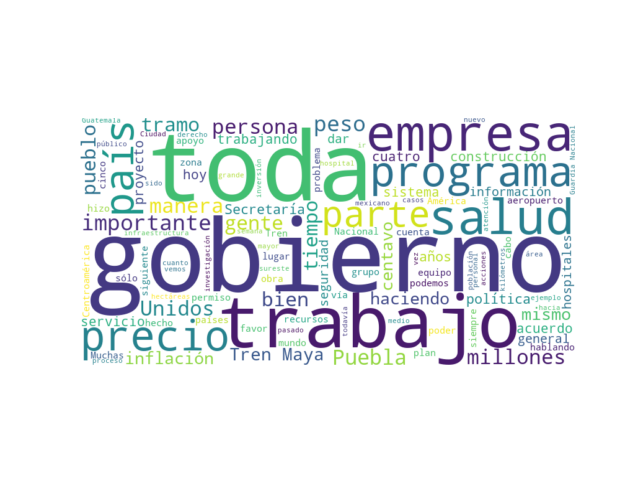 Guatemala
Ciudad
derecho
público
cinco
pueblo
país
proyecto
tramo
apoyo
sido
zona
hoy
persona
trabajando
grande
inversión
toda
peso
dar
ir
problema
hospital
nuevo
empresa
cuatro
construcción
Guardia Nacional
programa
sistema
información
mexicano
casos
América
aeropuerto
atención
hizo
importante
manera
Secretaría
gente
tiempo
parte
salud
infraestructura
Tren
Nacional
cuenta
gobierno
Centroamérica
sólo
siguiente
cuanto
vemos
investigación
mayor
sureste
lugar
obra
seguridad
grupo
centavo
vez
años
equipo
podemos
población
personas
acciones
kilómetros
cabo
área
ejemplo
hacia
hospitales
hectáreas
permiso
Unidos
bien
vía
haciendo
política
mismo
servicio
hecho
países
favor
recursos
pasado
mundo
todavía
medio
trabajo
poder
siempre
acuerdo
general
hablando
precio
Muchas
proceso
inflación
semana
Tren Maya
Puebla
plan
millones